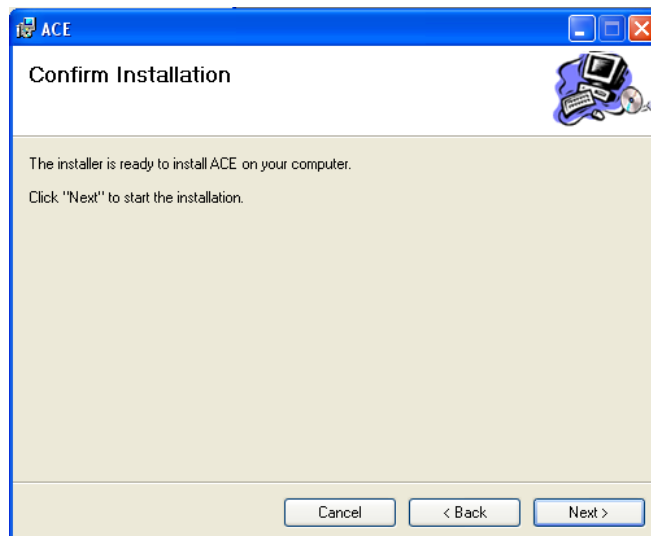 ACE
Confirm Installation
The installer is ready to install ACE on your computer.
Click "Next" to start the installation.
Cancel
< Back
Next >